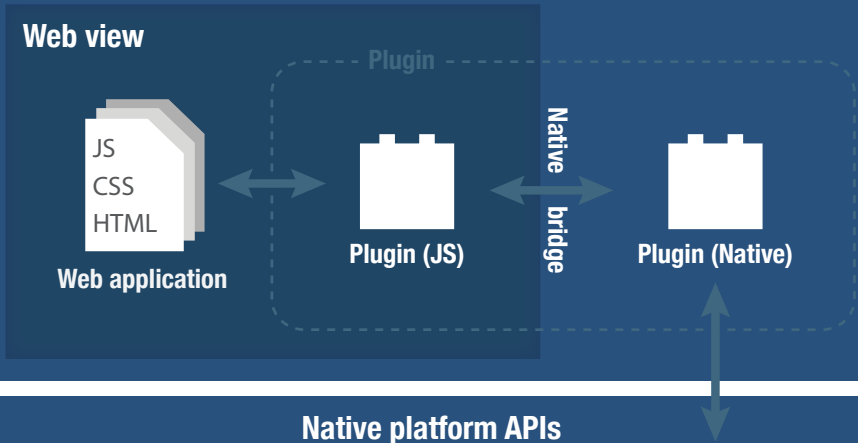 Web view
Plugin
JS
CSS
HTML
Web application
Plugin (JS)
Native bridge
Plugin (Native)
Native platform APIs